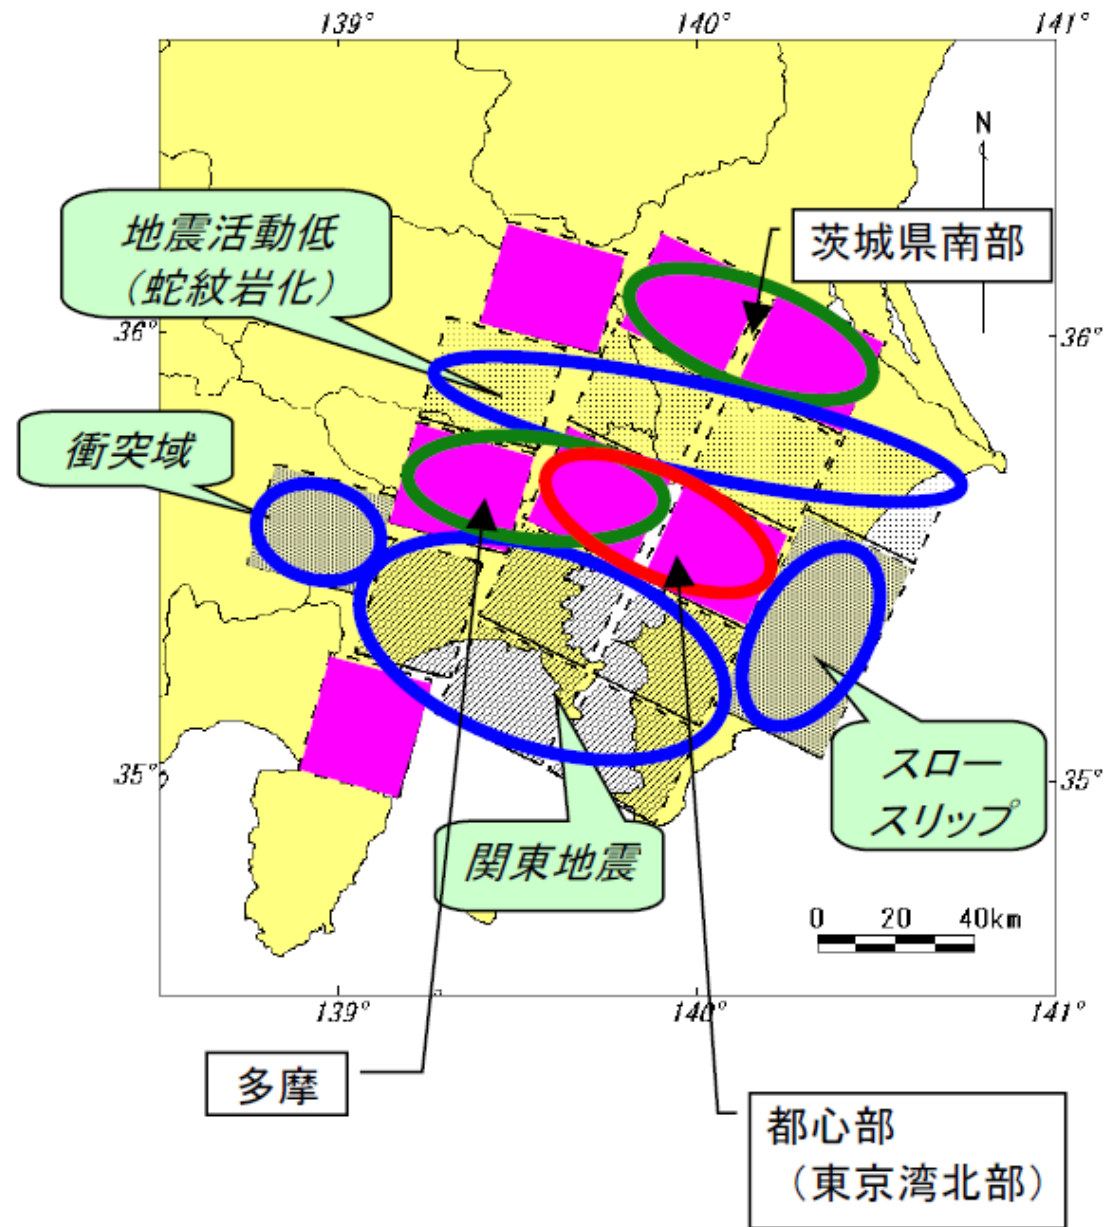 139°
140°
141°
N
地震活動低
（蛇紋岩化）
茨城県南部
36°
36°
衝突域
35°
35°
スロー
スリップ
関東地震
0 20 40km
139°
140°
141°
多摩
都心部
（東京湾北部）